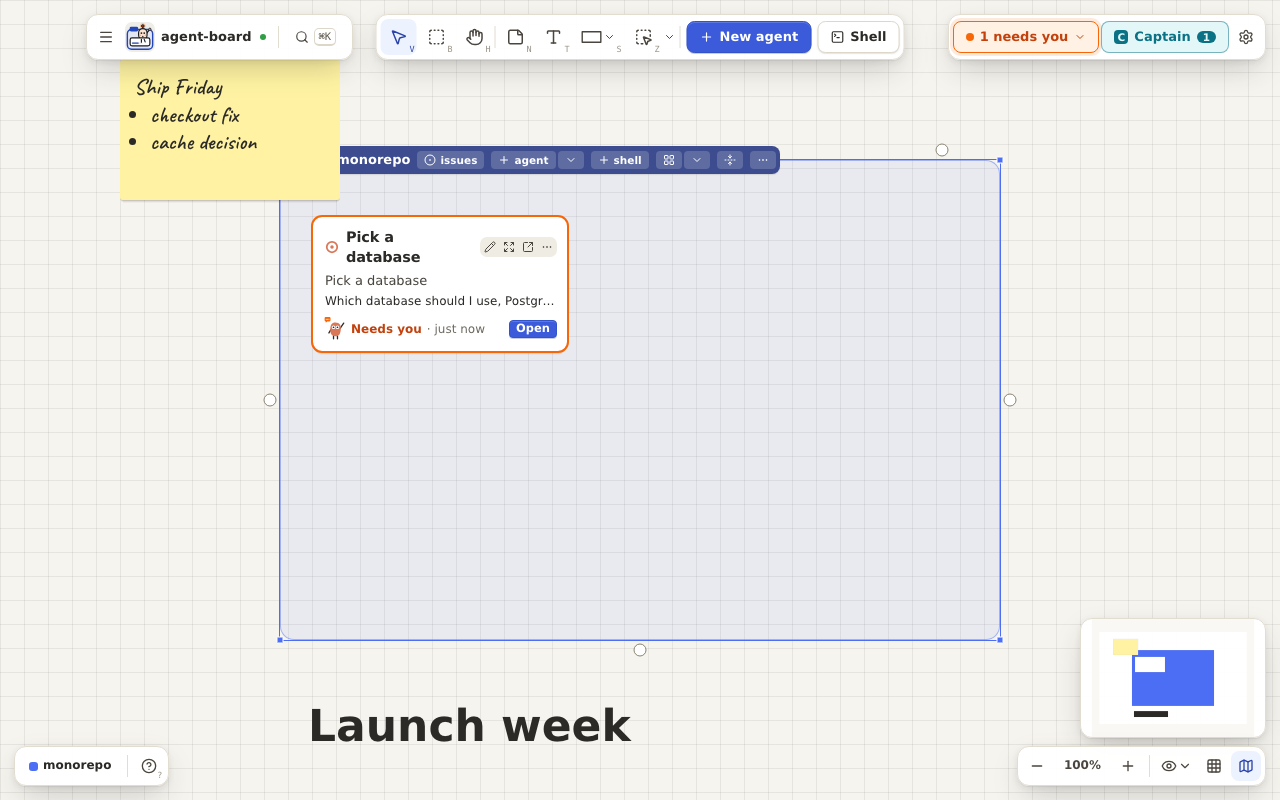 agent-board
⌘K
V
B
H
N
T
S
Z
New agent
Shell
1 needs you
C Captain 1
Ship Friday
checkout fix
cache decision
monorepo
issues
agent
shell
Pick a
database
Pick a database
Which database should I use, Postgr...
Needs you · just now
Open
Launch week
monorepo
?
100%